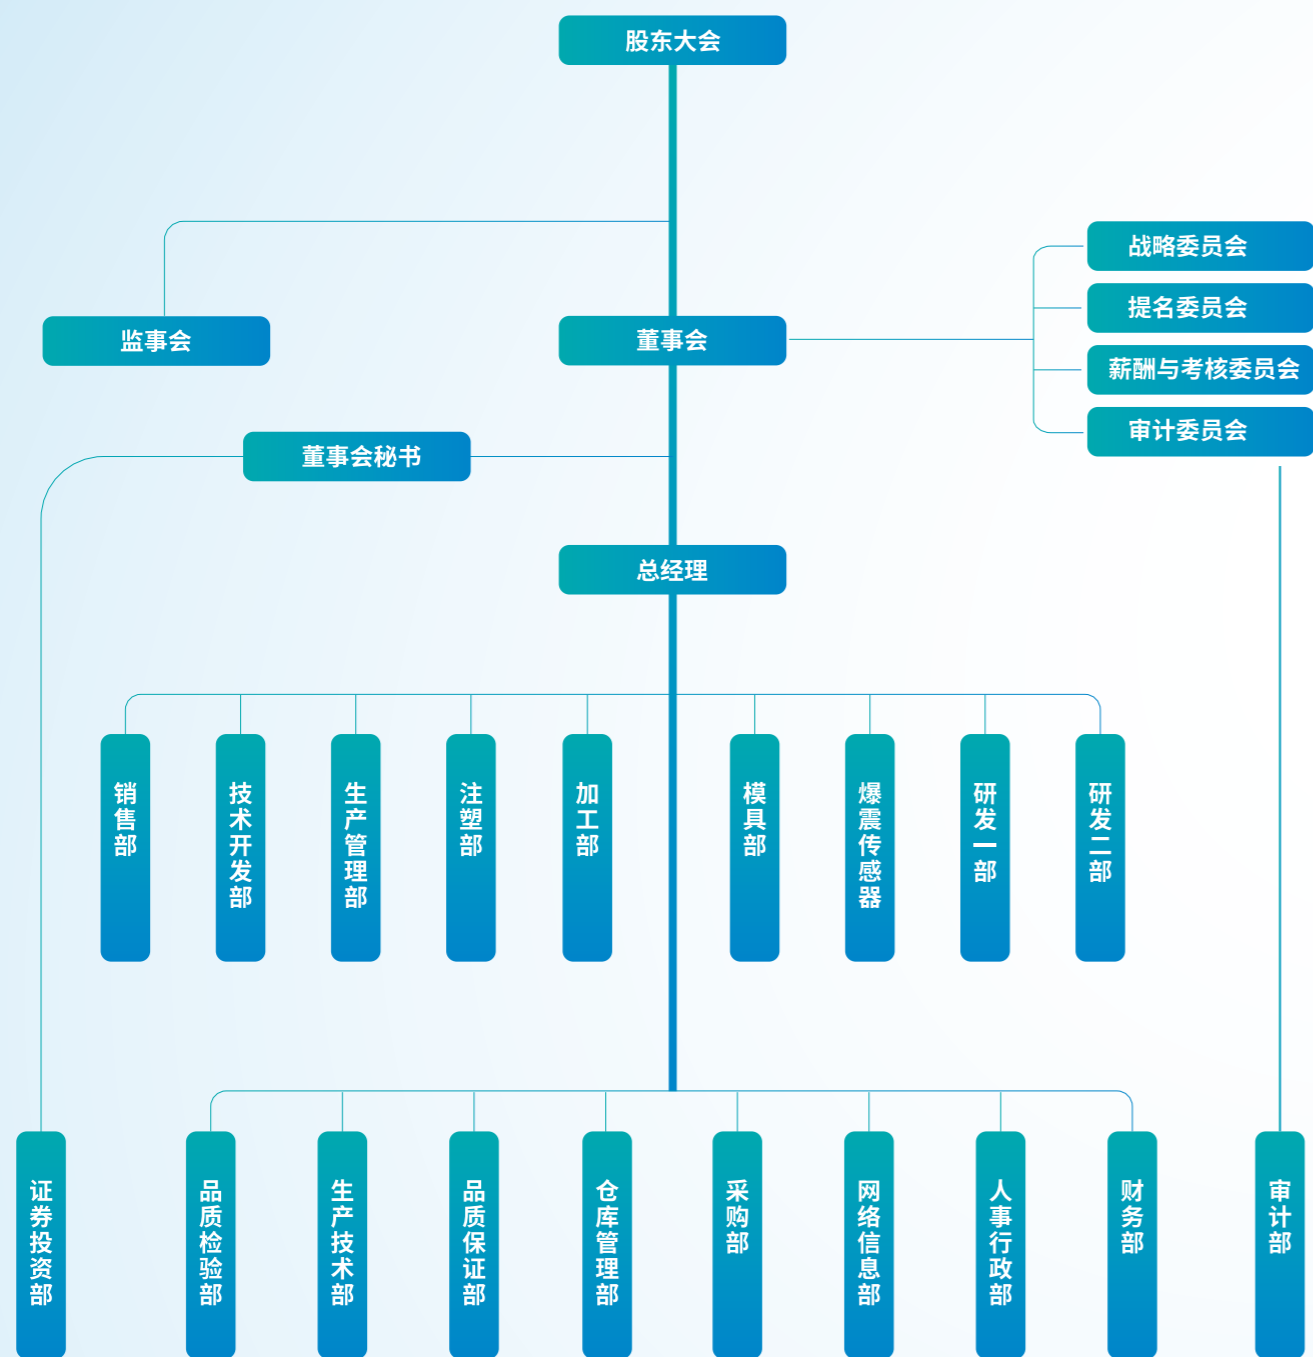 股东大会
战略委员会
提名委员会
监事会
董事会
薪酬与考核委员会
审计委员会
董事会秘书
总经理
销售部
技术开发部
生产管理部
注塑部
加工部
模具部
爆震传感器
研发一部
研发二部
证券投资部
品质检验部
生产技术部
品质保证部
仓库管理部
采购部
网络信息部
人事行政部
财务部
审计部